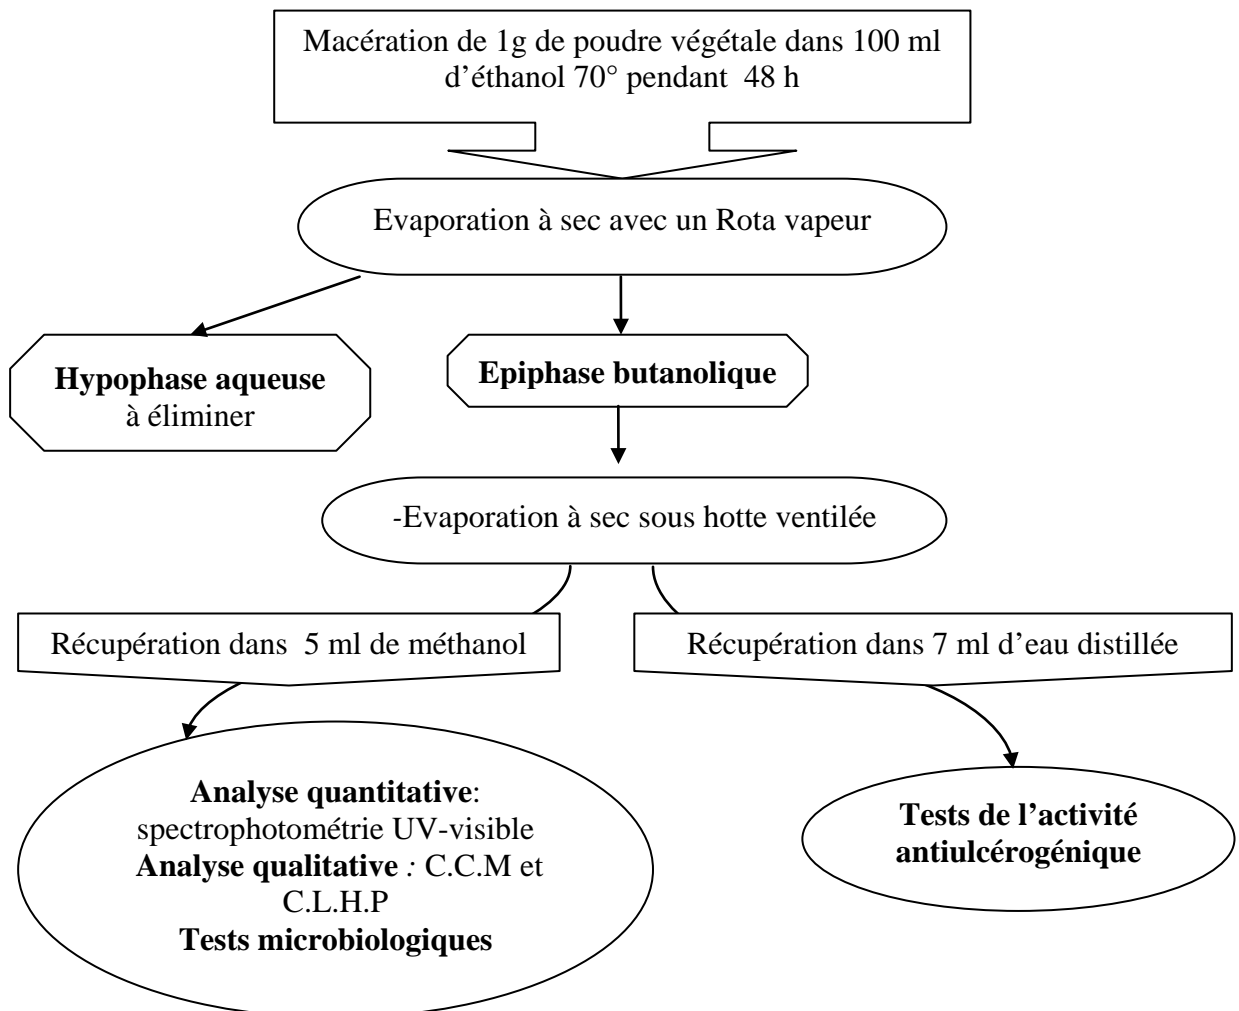 Macération de 1g de poudre végétale dans 100 ml
d’éthanol 70° pendant  48 h
Evaporation à sec avec un Rota vapeur
Hypophase aqueuse
à éliminer
Epiphase butanolique
-Evaporation à sec sous hotte ventilée
Récupération dans  5 ml de méthanol
Récupération dans 7 ml d’eau distillée
Analyse quantitative:
spectrophotométrie UV-visible
Analyse qualitative : C.C.M et
C.L.H.P
Tests microbiologiques
Tests de l’activité
antiulcérogénique